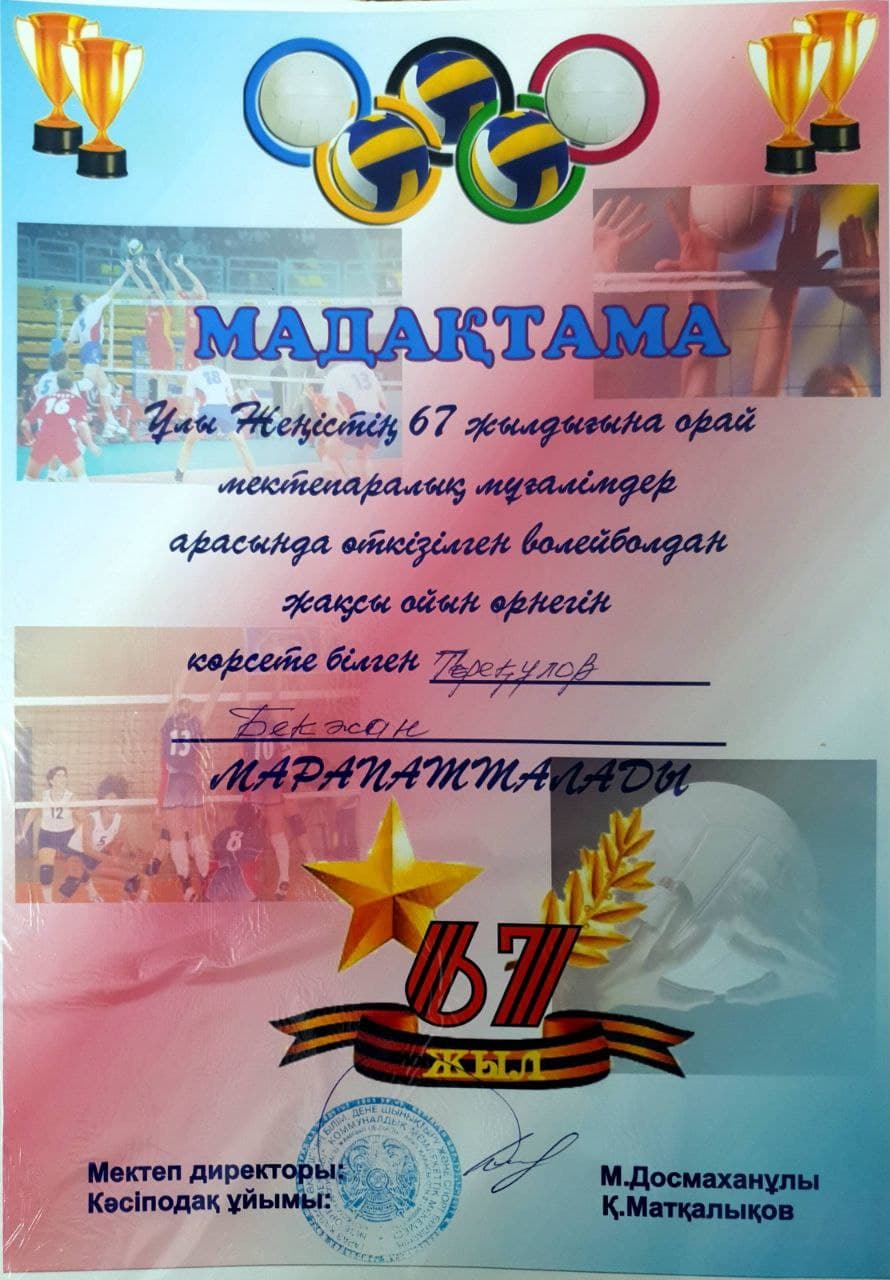 МАДАҚТАМА
Ұлы Жеңістің 67 жылдығына орай
мектепаралық мұғалімдер
арасында өткізілген волейболдан
жақсы ойын өрнегін
көрсете білген Төреқулов
Бекжан
МАРАПАТТАЛАДЫ
67
ЖЫЛ
Мектеп директоры: М.Досмаханұлы
Кәсіподақ ұйымы: Қ.Матқалықов